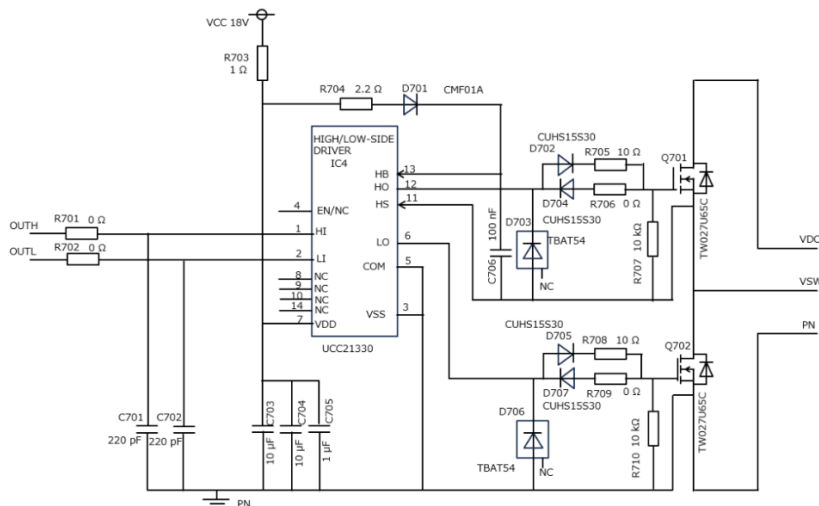 VCC 18V
R703
1 Ω
R704 2.2 Ω D701 CMF01A
HIGH/LOW-SIDE
DRIVER
IC4
HB 13
HO 12
HS 11
4 EN/NC
1 HI
2 LI
8 NC
9 NC
10 NC
14 NC
7 VDD
LO 6
COM 5
VSS 3
UCC21330
OUTH R701 0 Ω
OUTL R702 0 Ω
C701
220 pF
C702
220 pF
C703
10 µF
C704
10 µF
C705
1 µF
PN
C706
100 nF
CUHS15S30
D702 R705 10 Ω
D704 R706 0 Ω
CUHS15S30
D703
TBAT54
NC
R707 10 kΩ
Q701
TW027U65C
VDC
VSW
PN
CUHS15S30
D705 R708 10 Ω
D707 R709 0 Ω
CUHS15S30
D706
TBAT54
NC
R710 10 kΩ
Q702
TW027U65C